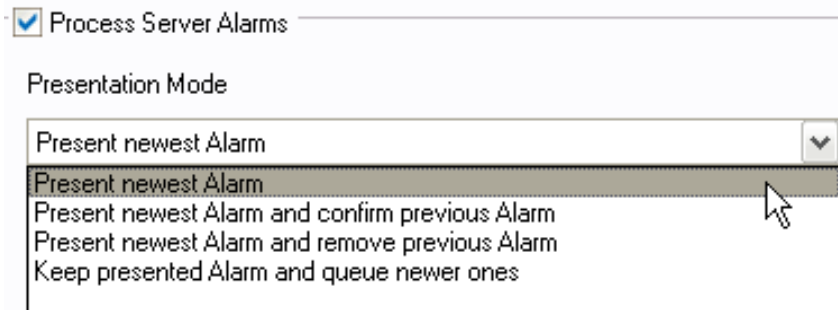 Process Server Alarms
Presentation Mode
Present newest Alarm
Present newest Alarm
Present newest Alarm and confirm previous Alarm
Present newest Alarm and remove previous Alarm
Keep presented Alarm and queue newer ones